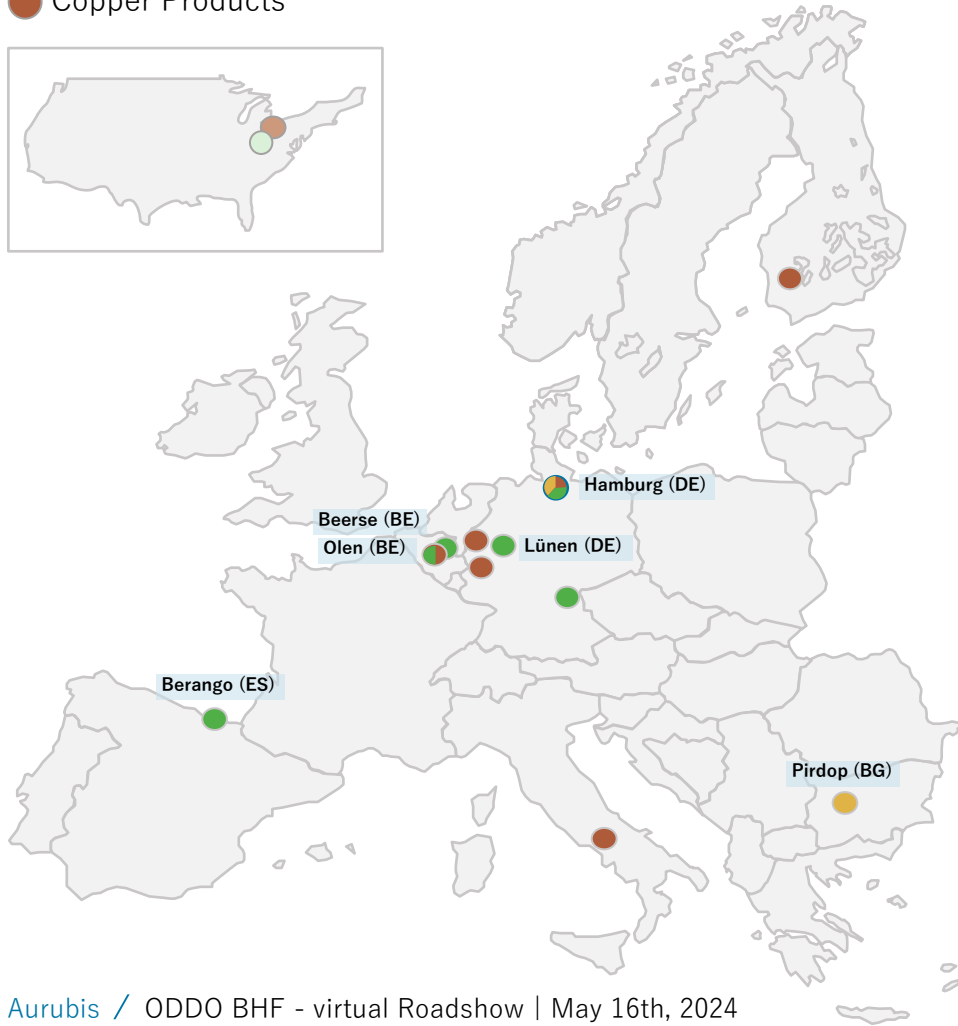 Copper Products
Hamburg (DE)
Beerse (BE)
Olen (BE)
Lünen (DE)
Berango (ES)
Pirdop (BG)
Aurubis / ODDO BHF - virtual Roadshow | May 16th, 2024